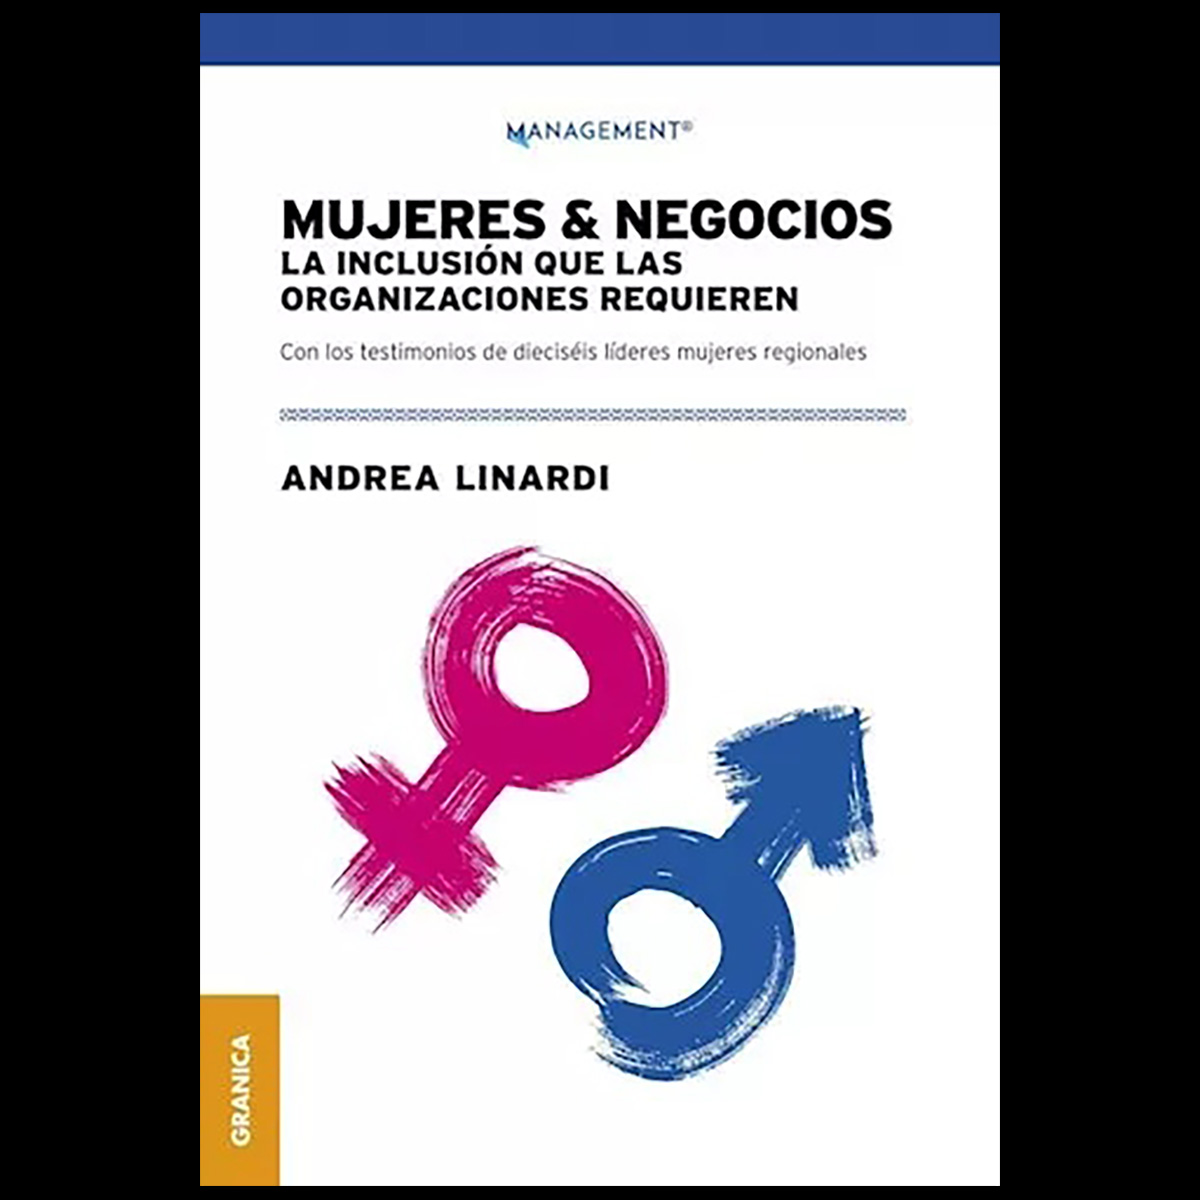 MANAGEMENT®
MUJERES & NEGOCIOS
LA INCLUSIÓN QUE LAS
ORGANIZACIONES REQUIEREN
Con los testimonios de dieciséis líderes mujeres regionales
ANDREA LINARDI
GRANICA